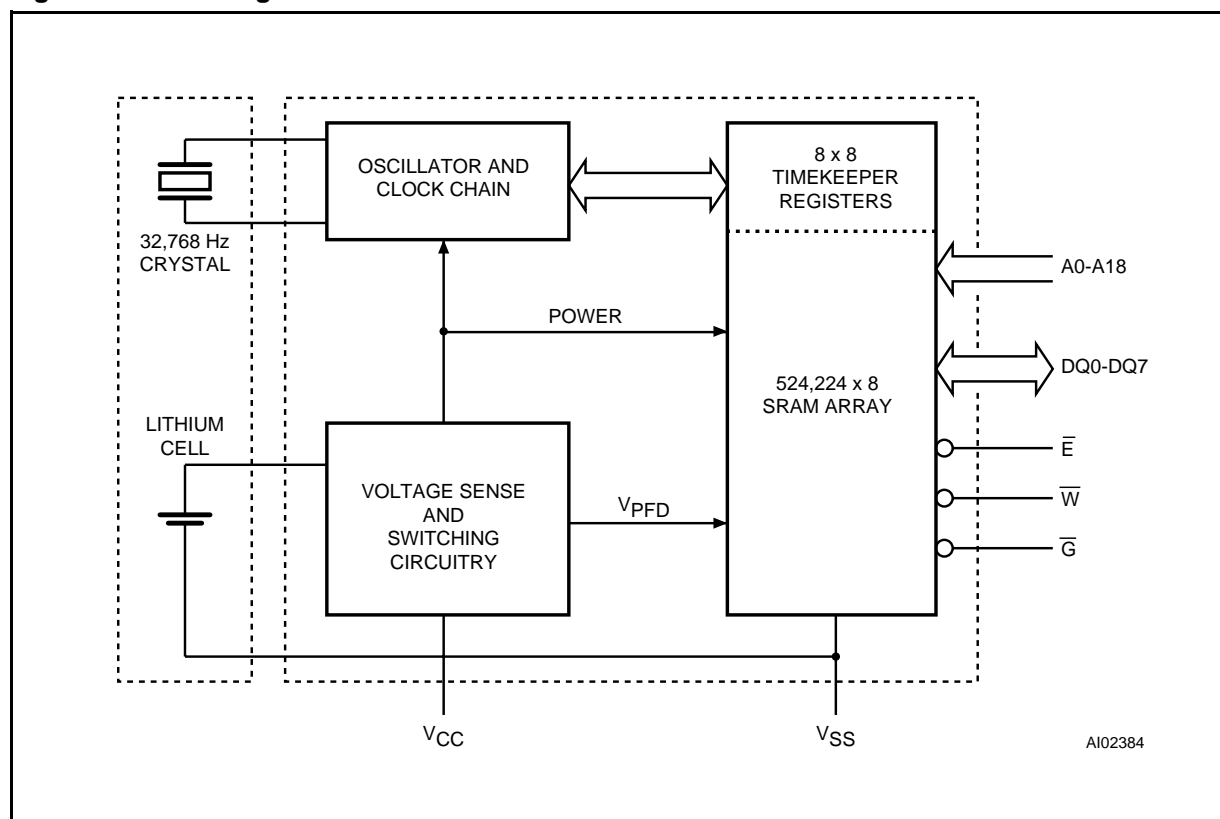 OSCILLATOR AND
CLOCK CHAIN
8 x 8
TIMEKEEPER
REGISTERS
32,768 Hz
CRYSTAL
A0-A18
POWER
DQ0-DQ7
524,224 x 8
SRAM ARRAY
LITHIUM
CELL
E̅
W̅
G̅
VOLTAGE SENSE
AND
SWITCHING
CIRCUITRY
VPFD
VCC
VSS
AI02384